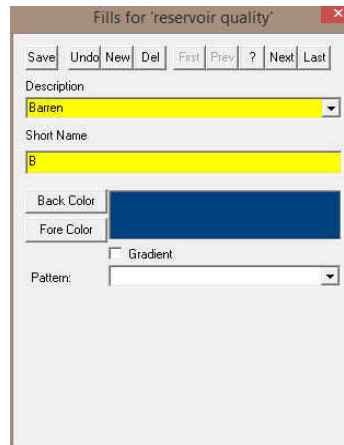 Fills for 'reservoir quality'
Save Undo New Del First Prev ? Next Last
Description
Barren
Short Name
B
Back Color
Fore Color
Gradient
Pattern: